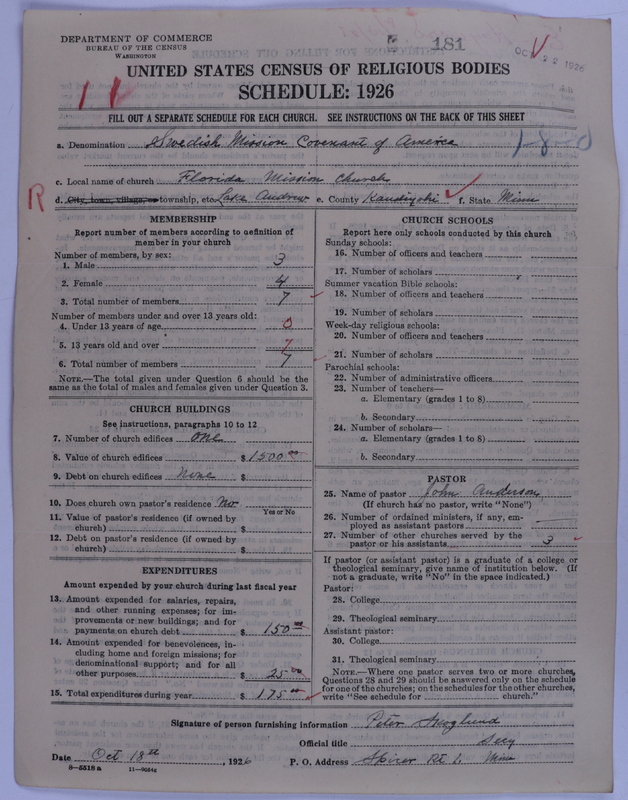 DEPARTMENT OF COMMERCE
BUREAU OF THE CENSUS
WASHINGTON
181
OCT 22 1926
UNITED STATES CENSUS OF RELIGIOUS BODIES
SCHEDULE: 1926
FILL OUT A SEPARATE SCHEDULE FOR EACH CHURCH. SEE INSTRUCTIONS ON THE BACK OF THIS SHEET
a. Denomination Swedish Mission Covenant of America
c. Local name of church Florida Mission Church
R
d. City, town, village, or township, etc. Lake Andrew e. County Kandiyohi f. State Minn
MEMBERSHIP
Report number of members according to definition of
member in your church
Number of members, by sex:
1. Male 3
2. Female 4
3. Total number of members 7
Number of members under and over 13 years old:
4. Under 13 years of age 0
5. 13 years old and over 7
6. Total number of members 7
NOTE.—The total given under Question 6 should be the
same as the total of males and females given under Question 3.
CHURCH BUILDINGS
See instructions, paragraphs 10 to 12
7. Number of church edifices one
8. Value of church edifices $1500 00
9. Debt on church edifices None $
10. Does church own pastor's residence No
Yes or No
11. Value of pastor's residence (if owned by
church) $
12. Debt on pastor's residence (if owned by
church) $
EXPENDITURES
Amount expended by your church during last fiscal year
13. Amount expended for salaries, repairs,
and other running expenses; for im-
provements or new buildings; and for
payments on church debt $ 150 00
14. Amount expended for benevolences, in-
cluding home and foreign missions; for
denominational support; and for all
other purposes $ 25 00
15. Total expenditures during year $ 175 00
CHURCH SCHOOLS
Report here only schools conducted by this church
Sunday schools:
16. Number of officers and teachers
17. Number of scholars
Summer vacation Bible schools:
18. Number of officers and teachers
19. Number of scholars
Week-day religious schools:
20. Number of officers and teachers
21. Number of scholars
Parochial schools:
22. Number of administrative officers
23. Number of teachers—
a. Elementary (grades 1 to 8)
b. Secondary
24. Number of scholars—
a. Elementary (grades 1 to 8)
b. Secondary
PASTOR
25. Name of pastor John Anderson
(If church has no pastor, write "None")
26. Number of ordained ministers, if any, em-
ployed as assistant pastors
27. Number of other churches served by the
pastor or his assistants 3
If pastor (or assistant pastor) is a graduate of a college or
theological seminary, give name of institution below. (If
not a graduate, write "No" in the space indicated.)
Pastor:
28. College
29. Theological seminary
Assistant pastor:
30. College
31. Theological seminary
NOTE.—Where one pastor serves two or more churches,
Questions 28 and 29 should be answered only on the schedule
for one of the churches; on the schedules for the other churches,
write "See schedule for church."
Signature of person furnishing information Peter Skoglund
Official title Secy
Date Oct 18th, 1926 P. O. Address Spicer Rt 1. Minn
8—5518 a 11—9664a